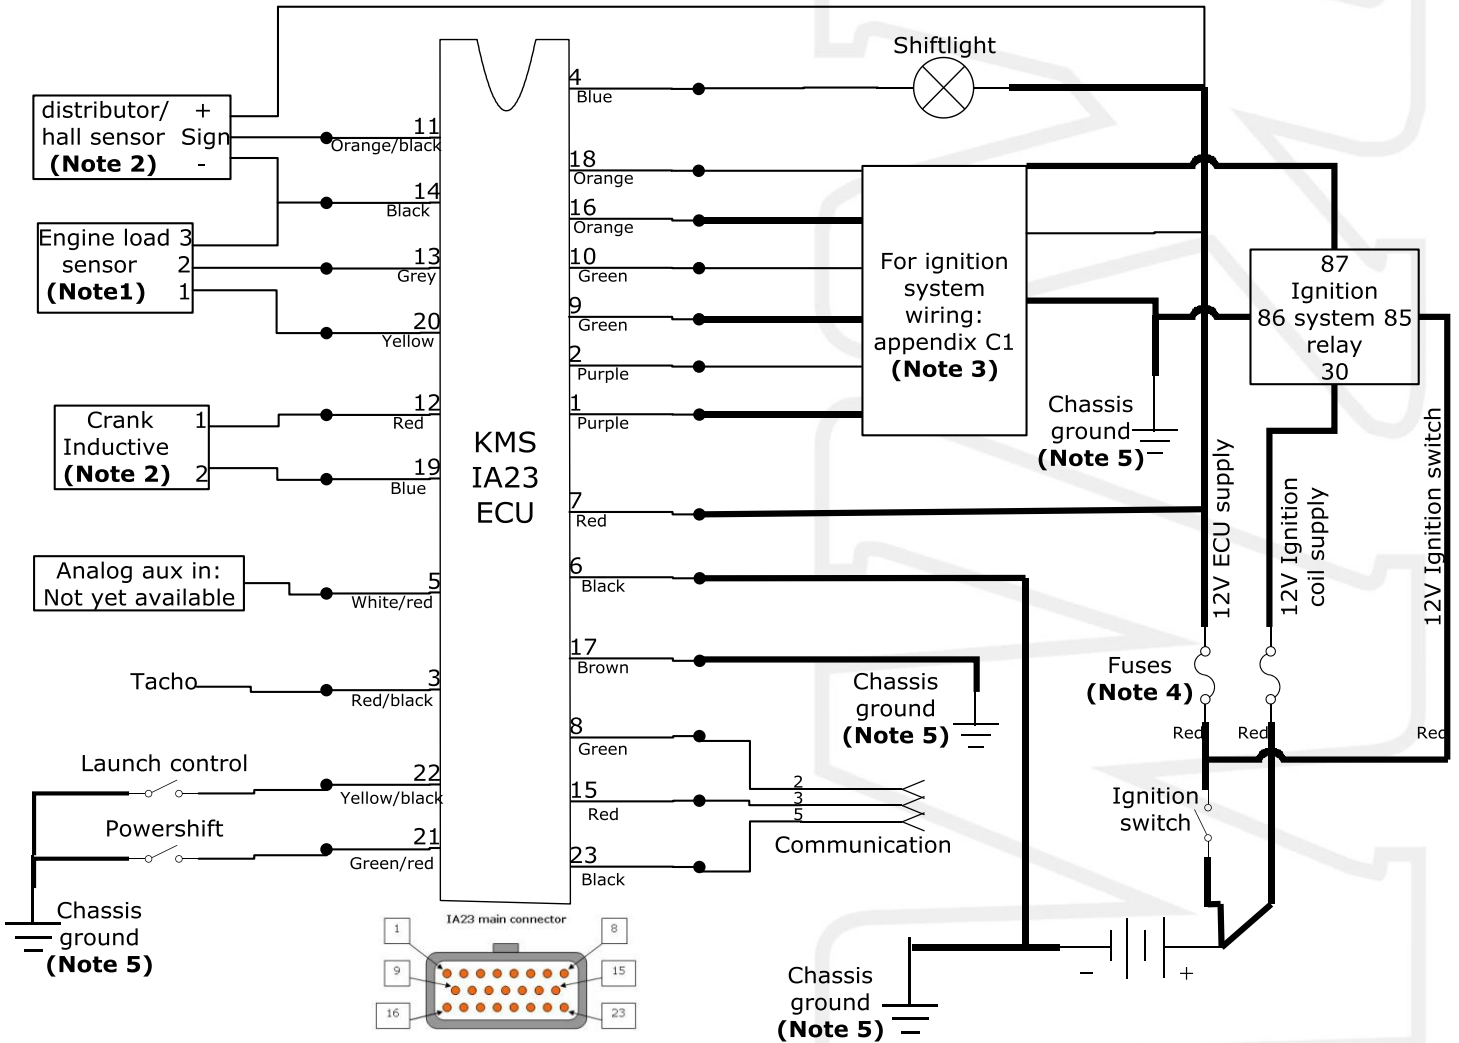 Shiftlight
4
Blue
distributor/ +
hall sensor Sign
(Note 2) -
11
Orange/black
18
Orange
14
Black
16
Orange
Engine load 3
sensor 2
(Note1) 1
13
Grey
10
Green
20
Yellow
9
Green
2
Purple
1
Purple
For ignition
system
wiring:
appendix C1
(Note 3)
87
Ignition
86 system 85
relay
30
Crank 1
Inductive
(Note 2) 2
12
Red
19
Blue
KMS
IA23
ECU
Chassis
ground
(Note 5)
7
Red
12V ECU supply
12V Ignition
coil supply
12V Ignition switch
Analog aux in:
Not yet available
5
White/red
6
Black
17
Brown
Chassis
ground
(Note 5)
Fuses
(Note 4)
Red
Red
Red
Tacho
3
Red/black
8
Green
Launch control
22
Yellow/black
15
Red
2
3
5
Communication
Ignition
switch
Powershift
21
Green/red
23
Black
Chassis
ground
(Note 5)
IA23 main connector
1
8
9
15
16
23
Chassis
ground
(Note 5)
- +